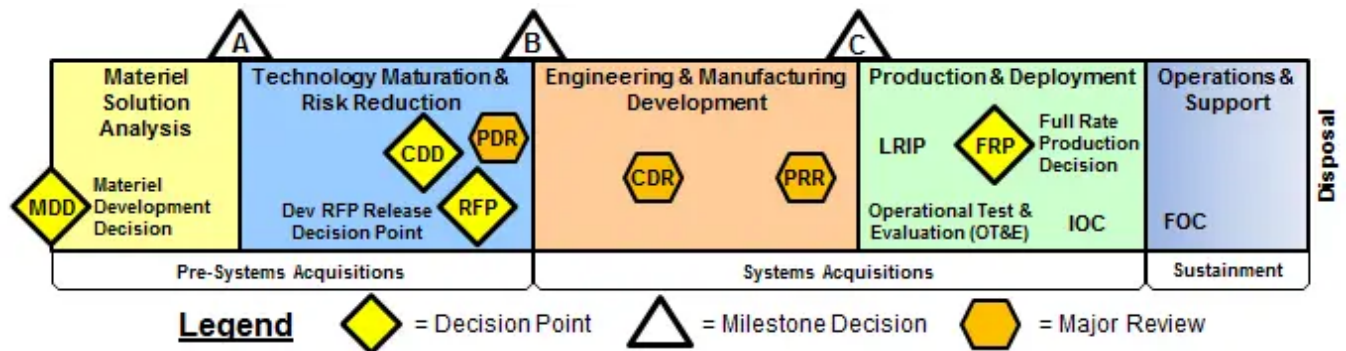 A
B
C
Materiel
Solution
Analysis
MDD
Materiel
Development
Decision
Technology Maturation &
Risk Reduction
CDD
PDR
Dev RFP Release
Decision Point
RFP
Engineering & Manufacturing
Development
CDR
PRR
Production & Deployment
LRIP
FRP
Full Rate
Production
Decision
Operational Test &
Evaluation (OT&E)
IOC
Operations &
Support
FOC
Disposal
Pre-Systems Acquisitions
Systems Acquisitions
Sustainment
Legend
= Decision Point
= Milestone Decision
= Major Review